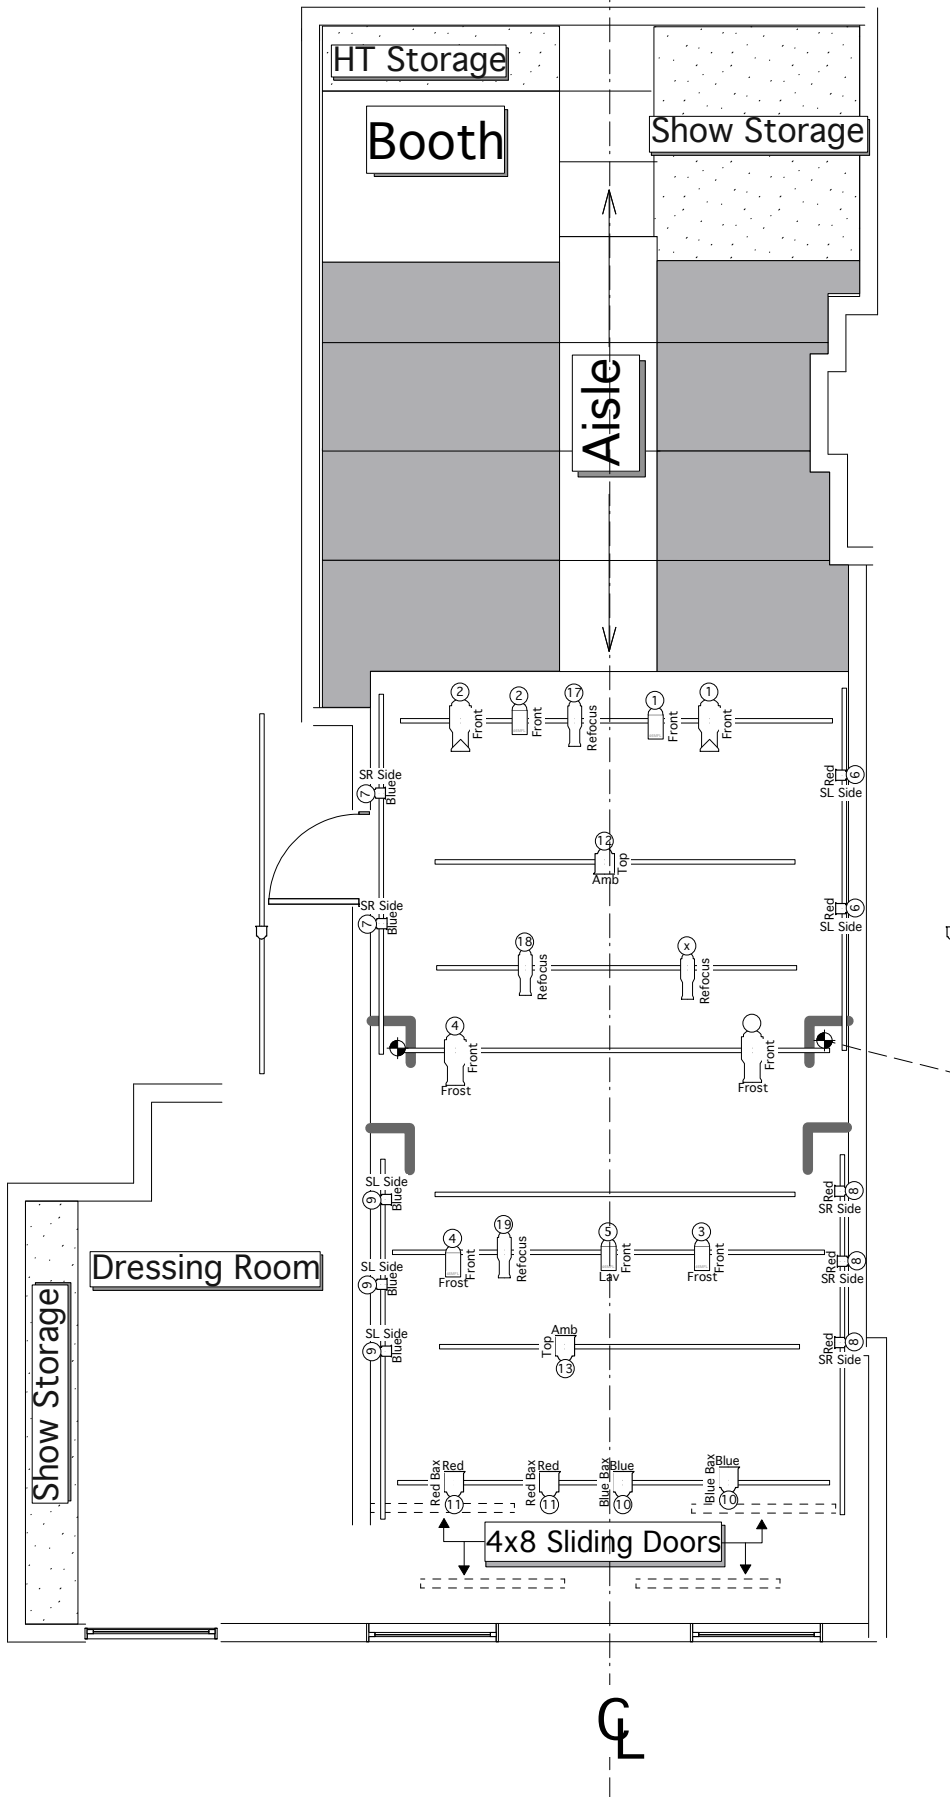 HT Storage
Booth
Show Storage
Aisle
2
2
17
1
1
Front
Front
Refocus
Front
Front
SR Side
7
Blue
Red
6
SL Side
12
Top
Amb
SR Side
7
Blue
Red
6
SL Side
18
Refocus
x
Refocus
4
Front
Frost
Front
Frost
SL Side
9
Blue
Red
8
SR Side
4
Front
Frost
19
Refocus
5
Front
Lav
3
Front
Frost
Red
8
SR Side
Dressing Room
SL Side
9
Blue
Show Storage
SL Side
9
Blue
Amb
Top
13
Red
8
SR Side
Red Bax
Red
11
Red Bax
Red
11
Blue Bax
Blue
10
Blue Bax
Blue
10
4x8 Sliding Doors
CL